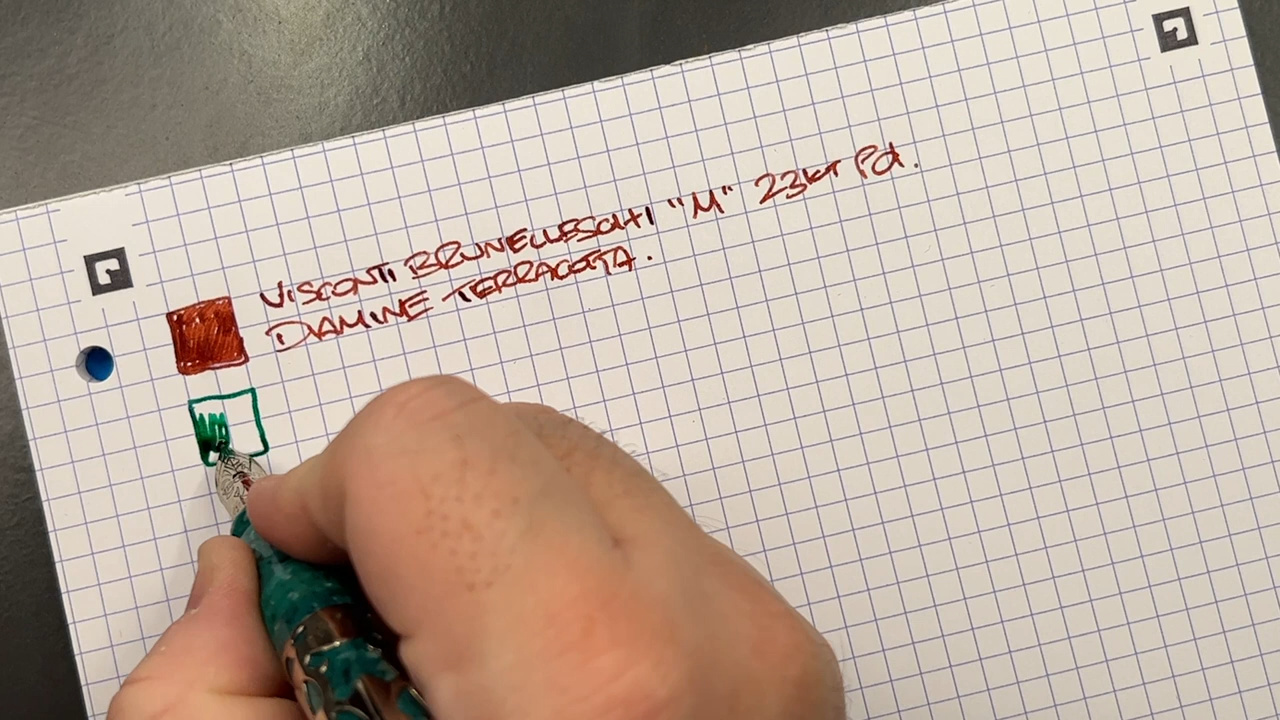 VISCONTI BRUNELLESCHI "M" 23KT Pd.
DIAMINE TERRACOTTA.